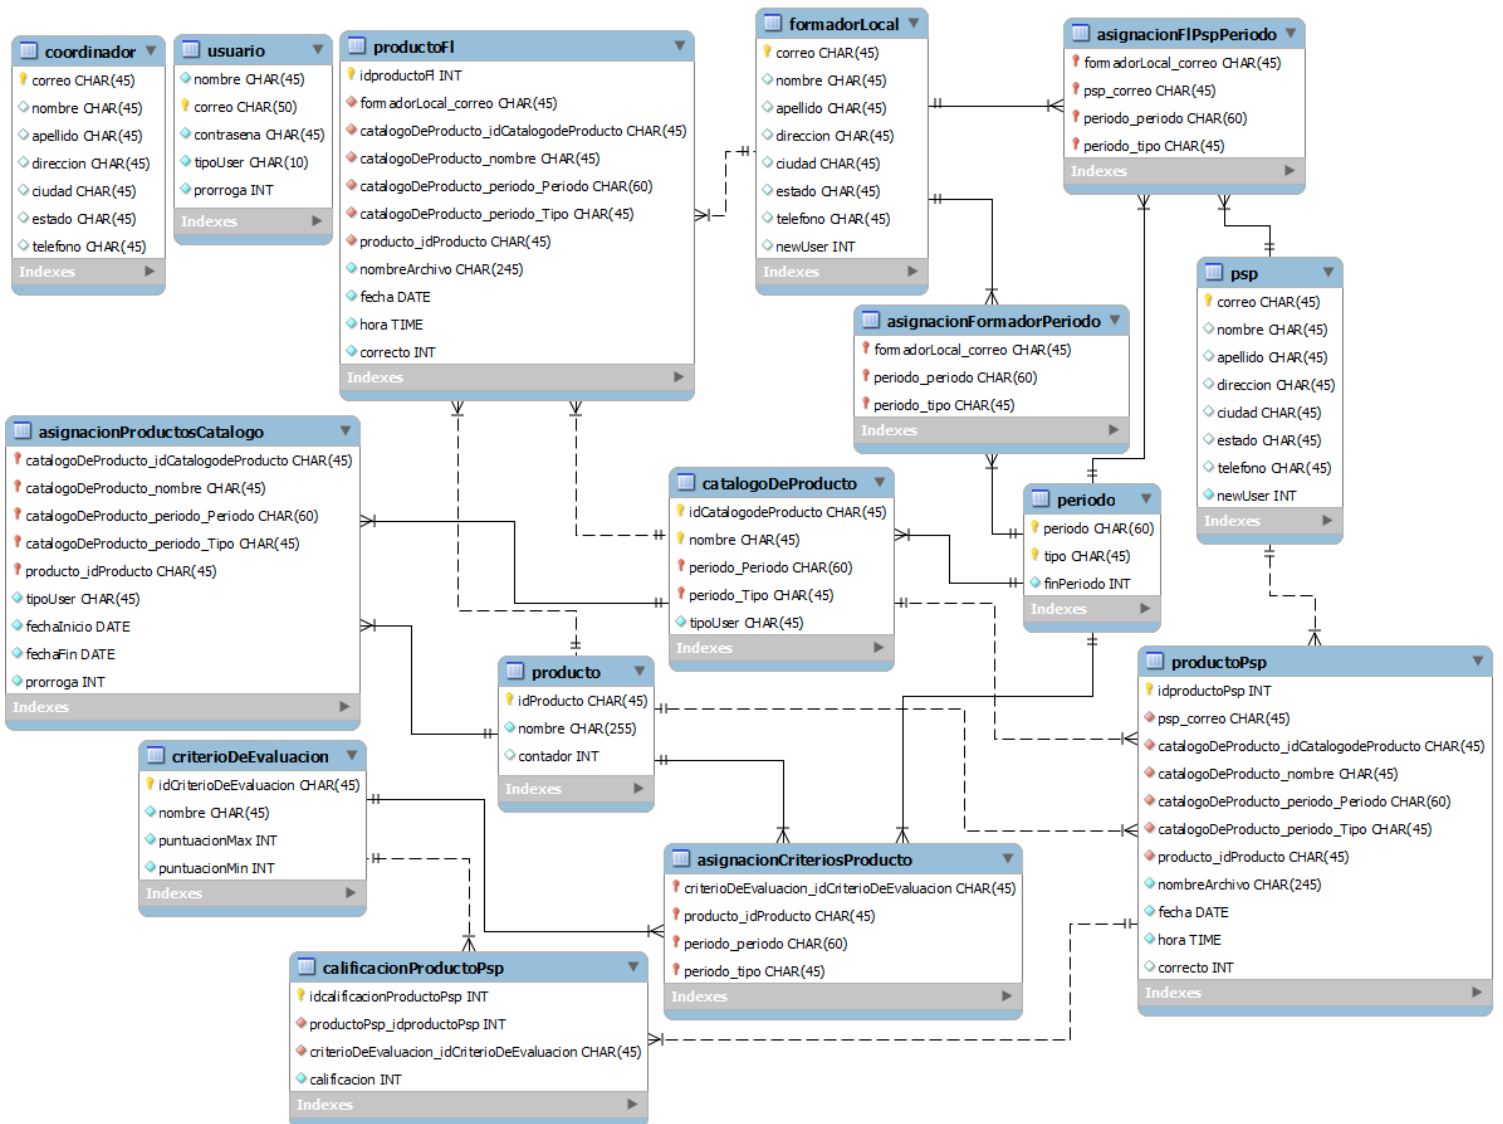 coordinador
correo CHAR(45)
nombre CHAR(45)
apellido CHAR(45)
direccion CHAR(45)
ciudad CHAR(45)
estado CHAR(45)
telefono CHAR(45)
Indexes
usuario
nombre CHAR(45)
correo CHAR(50)
contrasena CHAR(45)
tipoUser CHAR(10)
prorroga INT
Indexes
productoFl
idproductoFl INT
formadorLocal_correo CHAR(45)
catalogoDeProducto_idCatalogodeProducto CHAR(45)
catalogoDeProducto_nombre CHAR(45)
catalogoDeProducto_periodo_Periodo CHAR(60)
catalogoDeProducto_periodo_Tipo CHAR(45)
producto_idProducto CHAR(45)
nombreArchivo CHAR(245)
fecha DATE
hora TIME
correcto INT
Indexes
formadorLocal
correo CHAR(45)
nombre CHAR(45)
apellido CHAR(45)
direccion CHAR(45)
ciudad CHAR(45)
estado CHAR(45)
telefono CHAR(45)
newUser INT
Indexes
asignacionFlPspPeriodo
formadorLocal_correo CHAR(45)
psp_correo CHAR(45)
periodo_periodo CHAR(60)
periodo_tipo CHAR(45)
Indexes
asignacionFormadorPeriodo
formadorLocal_correo CHAR(45)
periodo_periodo CHAR(60)
periodo_tipo CHAR(45)
Indexes
psp
correo CHAR(45)
nombre CHAR(45)
apellido CHAR(45)
direccion CHAR(45)
ciudad CHAR(45)
estado CHAR(45)
telefono CHAR(45)
newUser INT
Indexes
asignacionProductosCatalogo
catalogoDeProducto_idCatalogodeProducto CHAR(45)
catalogoDeProducto_nombre CHAR(45)
catalogoDeProducto_periodo_Periodo CHAR(60)
catalogoDeProducto_periodo_Tipo CHAR(45)
producto_idProducto CHAR(45)
tipoUser CHAR(45)
fechaInicio DATE
fechaFin DATE
prorroga INT
Indexes
catalogoDeProducto
idCatalogodeProducto CHAR(45)
nombre CHAR(45)
periodo_Periodo CHAR(60)
periodo_Tipo CHAR(45)
tipoUser CHAR(45)
Indexes
periodo
periodo CHAR(60)
tipo CHAR(45)
finPeriodo INT
Indexes
producto
idProducto CHAR(45)
nombre CHAR(255)
contador INT
Indexes
productoPsp
idproductoPsp INT
psp_correo CHAR(45)
catalogoDeProducto_idCatalogodeProducto CHAR(45)
catalogoDeProducto_nombre CHAR(45)
catalogoDeProducto_periodo_Periodo CHAR(60)
catalogoDeProducto_periodo_Tipo CHAR(45)
producto_idProducto CHAR(45)
nombreArchivo CHAR(245)
fecha DATE
hora TIME
correcto INT
Indexes
criterioDeEvaluacion
idCriterioDeEvaluacion CHAR(45)
nombre CHAR(45)
puntuacionMax INT
puntuacionMin INT
Indexes
asignacionCriteriosProducto
criterioDeEvaluacion_idCriterioDeEvaluacion CHAR(45)
producto_idProducto CHAR(45)
periodo_periodo CHAR(60)
periodo_tipo CHAR(45)
Indexes
calificacionProductoPsp
idcalificacionProductoPsp INT
productoPsp_idproductoPsp INT
criterioDeEvaluacion_idCriterioDeEvaluacion CHAR(45)
calificacion INT
Indexes